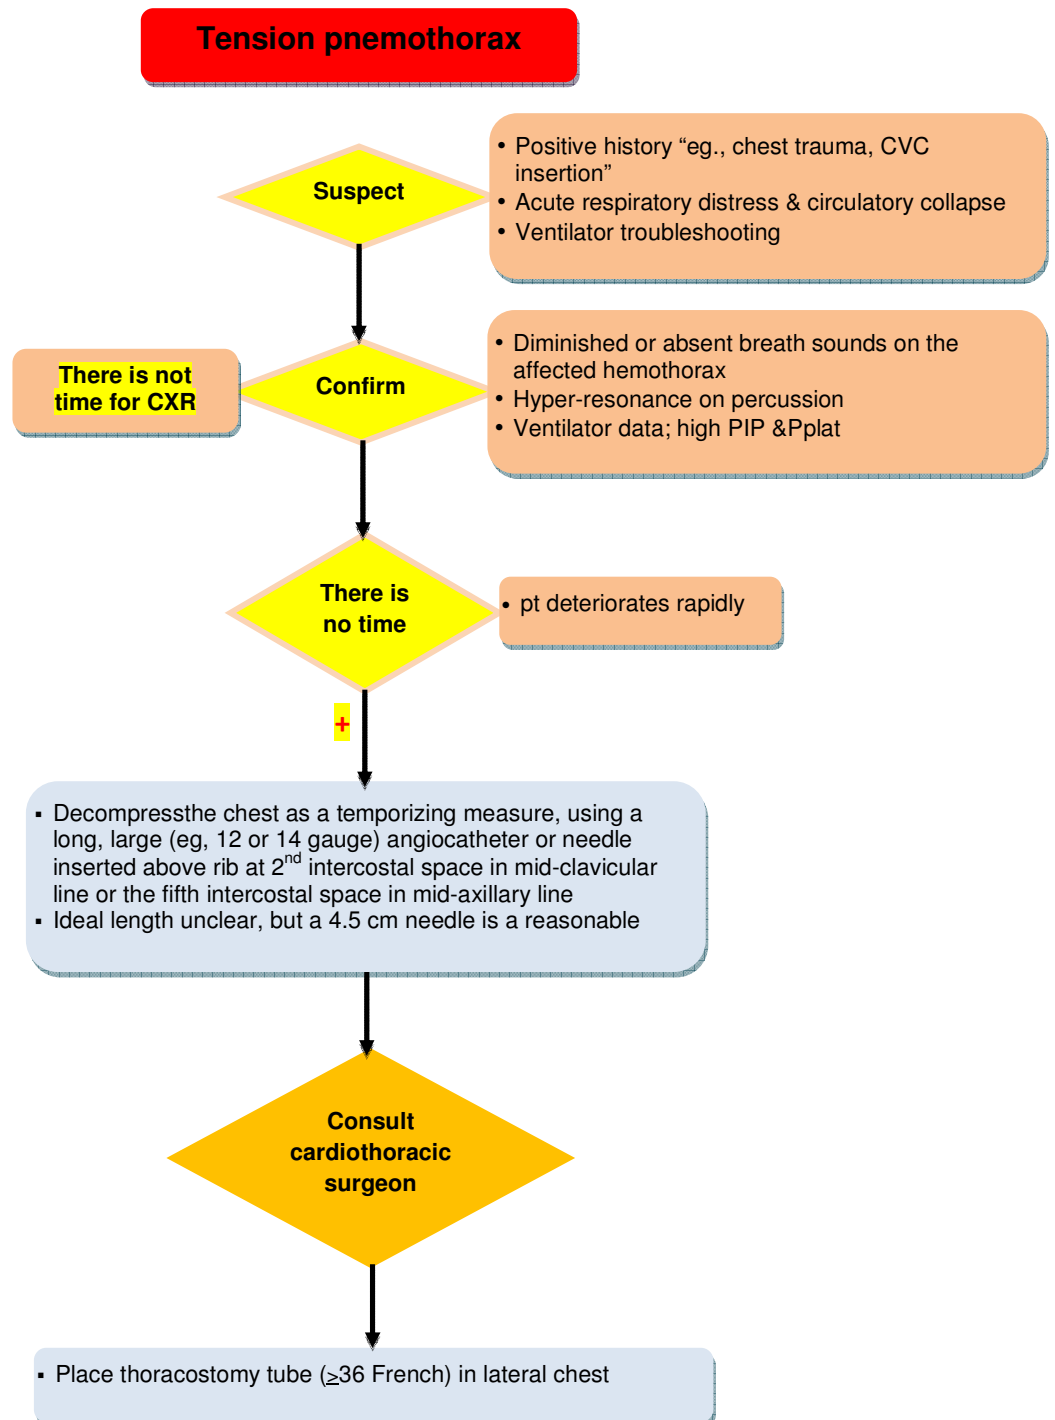 Tension pnemothorax
Suspect
• Positive history “eg., chest trauma, CVC
insertion”
• Acute respiratory distress & circulatory collapse
• Ventilator troubleshooting
There is not
time for CXR
Confirm
• Diminished or absent breath sounds on the
affected hemothorax
• Hyper-resonance on percussion
• Ventilator data; high PIP &Pplat
There is
no time
• pt deteriorates rapidly
+
▪ Decompressthe chest as a temporizing measure, using a
long, large (eg, 12 or 14 gauge) angiocatheter or needle
inserted above rib at 2nd intercostal space in mid-clavicular
line or the fifth intercostal space in mid-axillary line
▪ Ideal length unclear, but a 4.5 cm needle is a reasonable
Consult
cardiothoracic
surgeon
▪ Place thoracostomy tube (≥36 French) in lateral chest